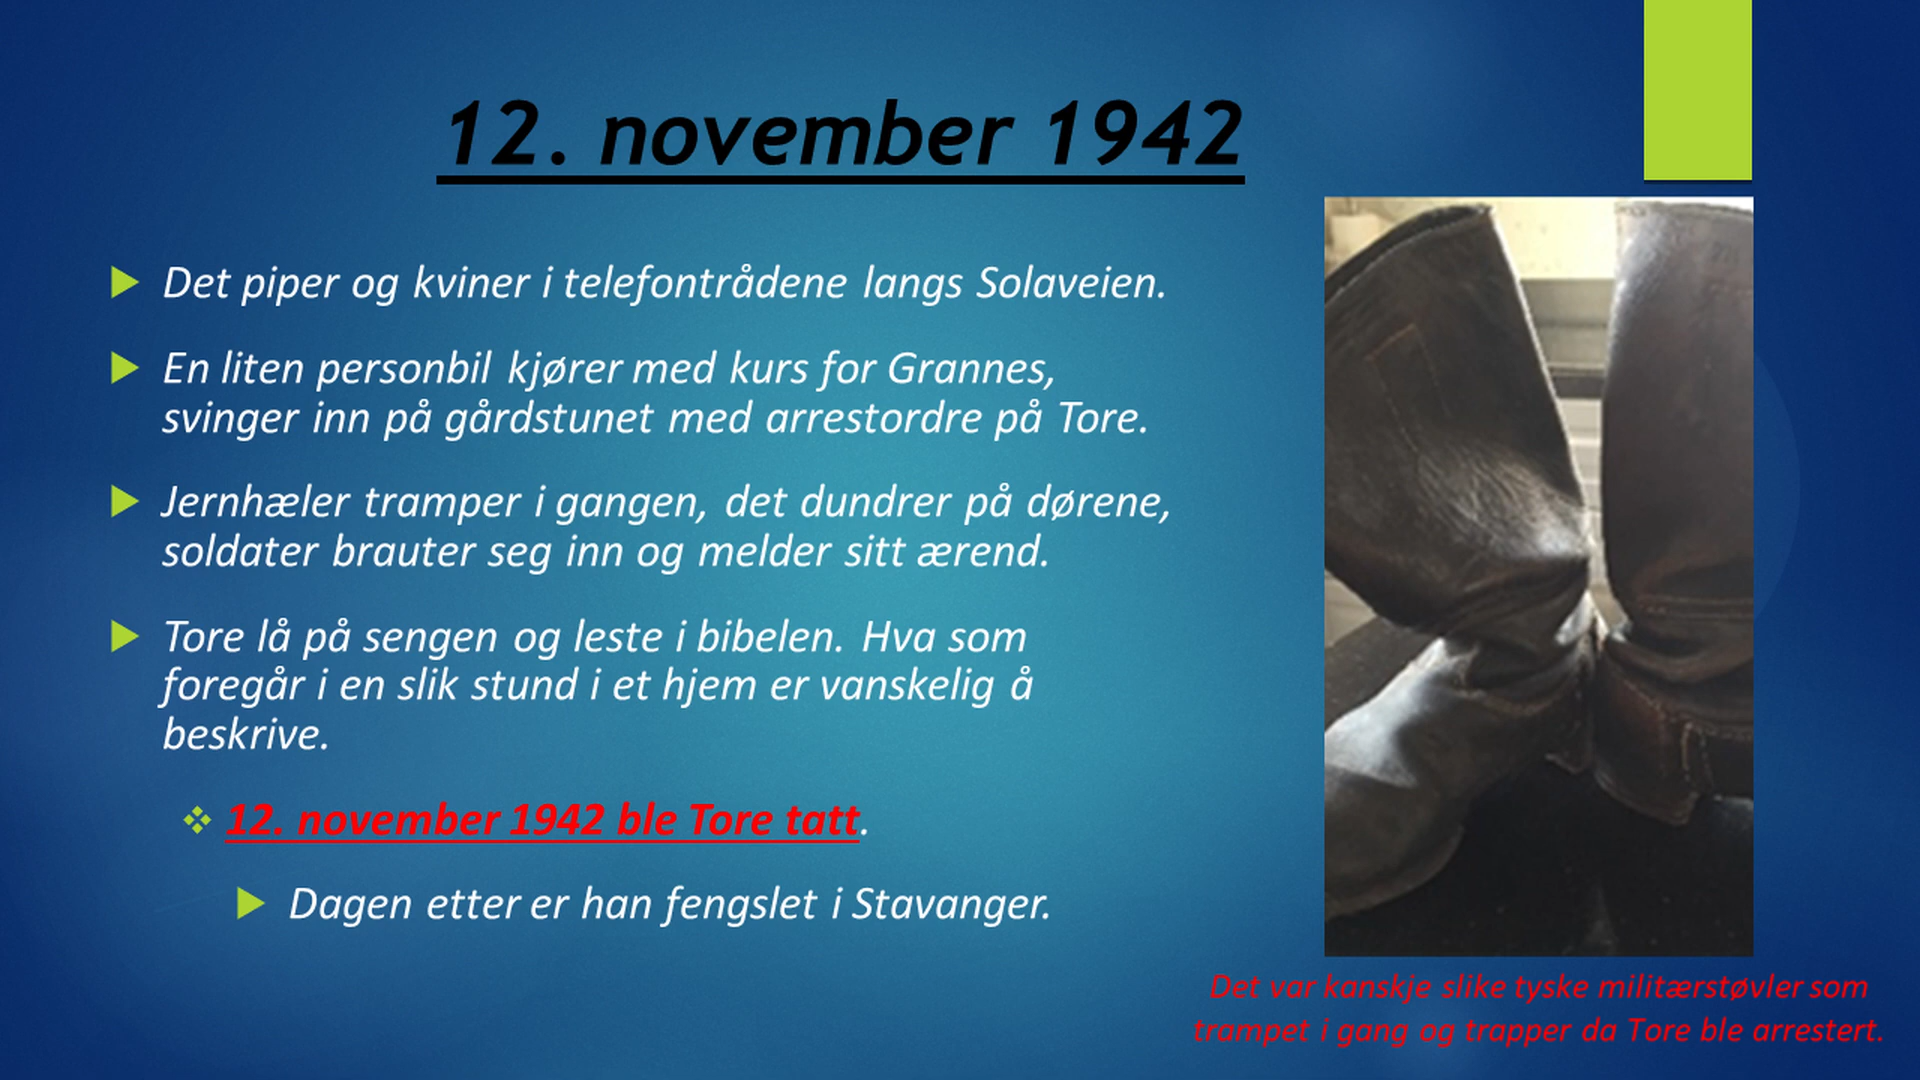 12. november 1942
Det piper og kviner i telefontrådene langs Solaveien.
En liten personbil kjører med kurs for Grannes,
svinger inn på gårdstunet med arrestordre på Tore.
Jernhæler tramper i gangen, det dundrer på dørene,
soldater brauter seg inn og melder sitt ærend.
Tore lå på sengen og leste i bibelen. Hva som
foregår i en slik stund i et hjem er vanskelig å
beskrive.
12. november 1942 ble Tore tatt.
Dagen etter er han fengslet i Stavanger.
Det var kanskje slike tyske militærstøvler som
trampet i gang og trapper da Tore ble arrestert.